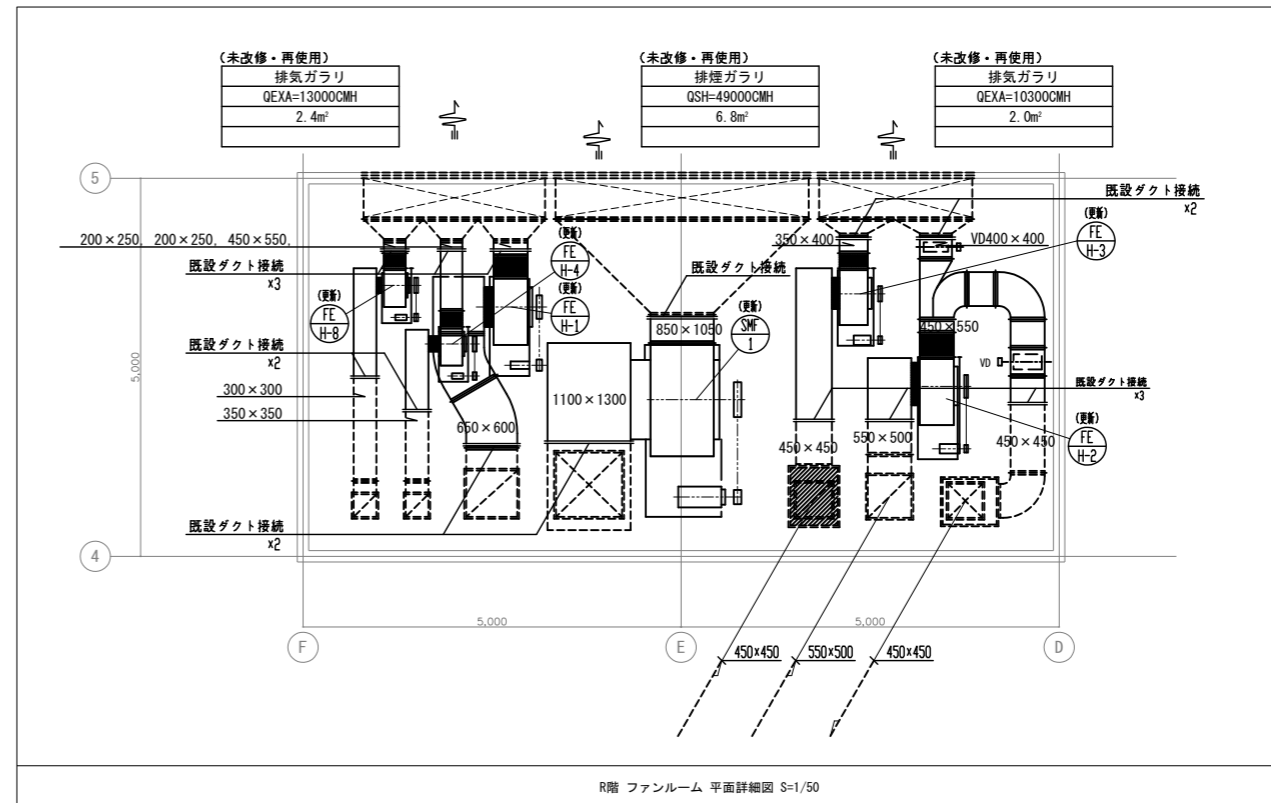 (未改修・再使用)
排気ガラリ
QEXA=13000CMH
2.4m²
(未改修・再使用)
排煙ガラリ
QSH=49000CMH
6.8m²
(未改修・再使用)
排気ガラリ
QEXA=10300CMH
2.0m²
5
既設ダクト接続
x2
200×250, 200×250, 450×550,
(更新)
FE
H-4
350×400
VD400×400
(更新)
FE
H-3
既設ダクト接続
x3
既設ダクト接続
(更新)
FE
H-8
(更新)
FE
H-1
850×1050
(更新)
SMF
1
450×550
既設ダクト接続
x2
VD
5,000
300×300
350×350
1100×1300
既設ダクト接続
x3
650×600
450×450
550×500
450×450
(更新)
FE
H-2
既設ダクト接続
x2
4
5,000
5,000
F
E
D
450×450
550×500
450×450
R階 ファンルーム 平面詳細図 S=1/50